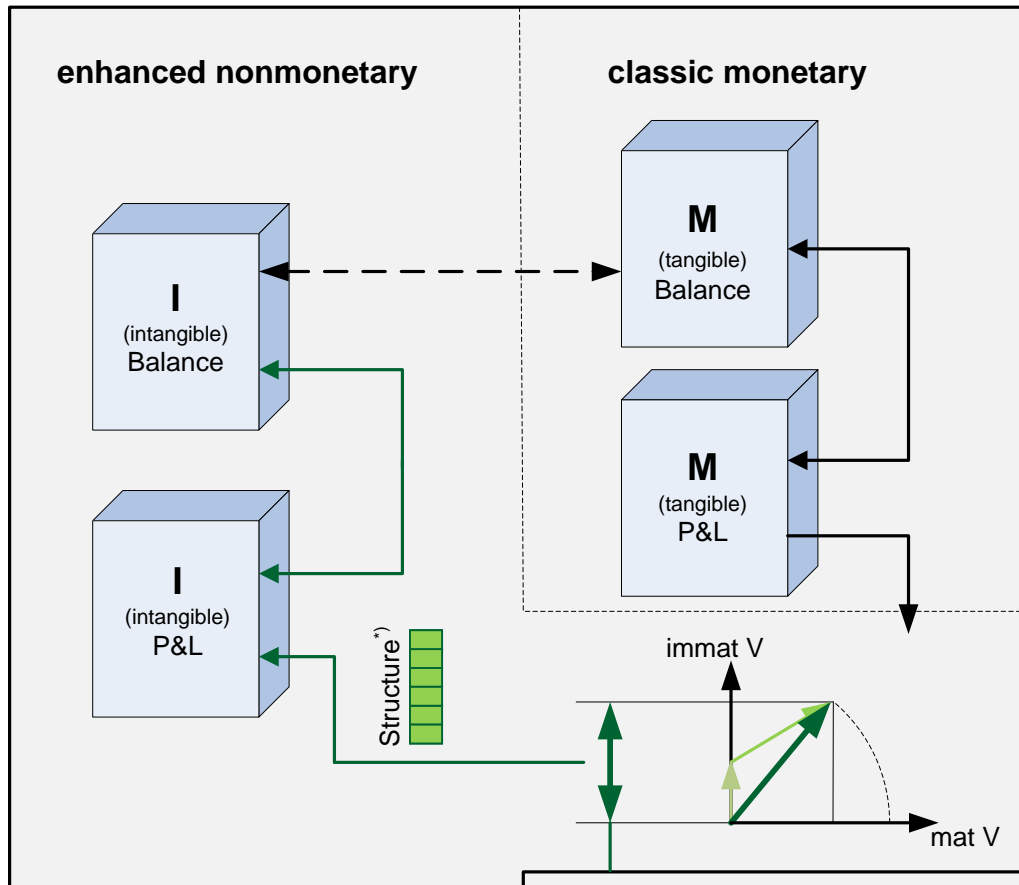 enhanced nonmonetary
classic monetary
M
(tangible)
Balance
I
(intangible)
Balance
M
(tangible)
P&L
I
(intangible)
P&L
Structure*)
immat V
mat V